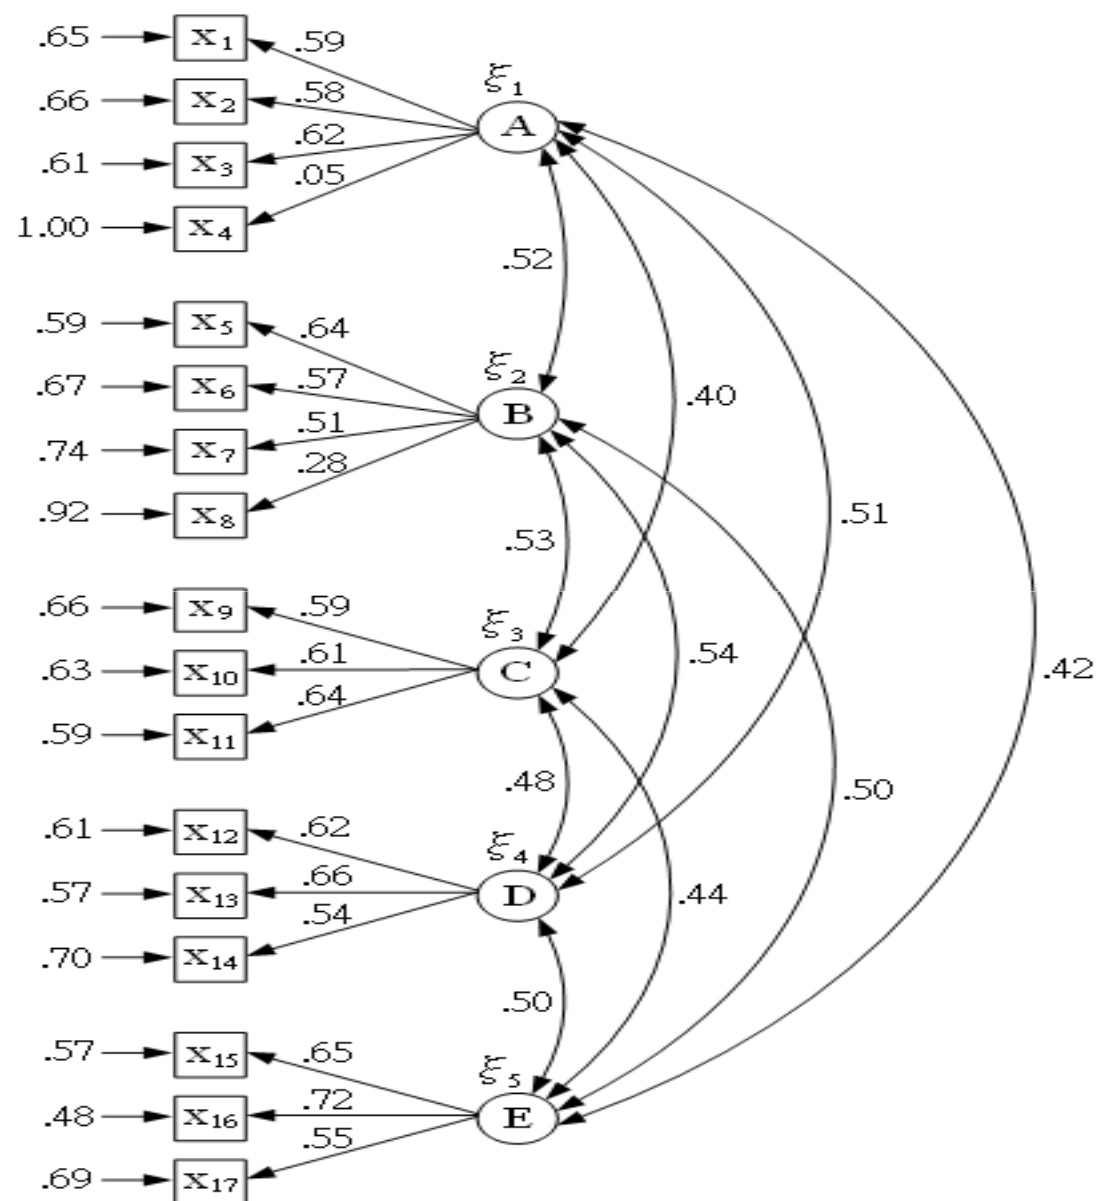 .65 X₁ .59
ξ₁
.66 X₂ .58
A
.61 X₃ .62
.05
1.00 X₄
.52
.59 X₅ .64
ξ₂
.67 X₆ .57
.40
B
.74 X₇ .51
.28
.92 X₈
.51
.53
.66 X₉ .59
ξ₃
.54
.63 X₁₀ .61
C
.42
.64
.59 X₁₁
.48
.50
.61 X₁₂ .62
ξ₄
.57 X₁₃ .66
D
.44
.54
.70 X₁₄
.50
.57 X₁₅ .65
ξ₅
.48 X₁₆ .72
E
.55
.69 X₁₇